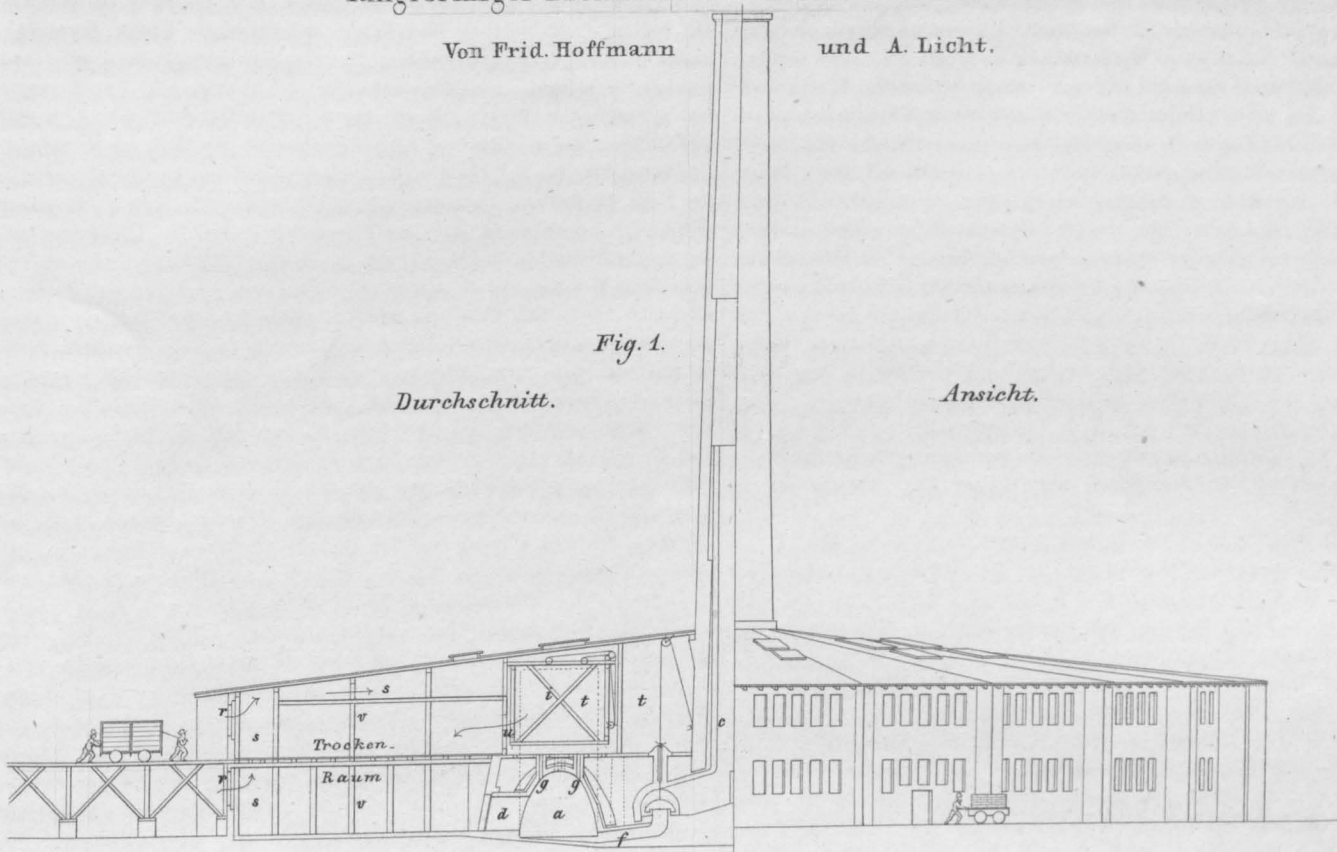 Von Frid. Hoffmann und A. Licht.
Fig. 1.
Durchschnitt. Ansicht.
s i t t
r v u c
s Trocken-
r Raum g g
s v d a
f